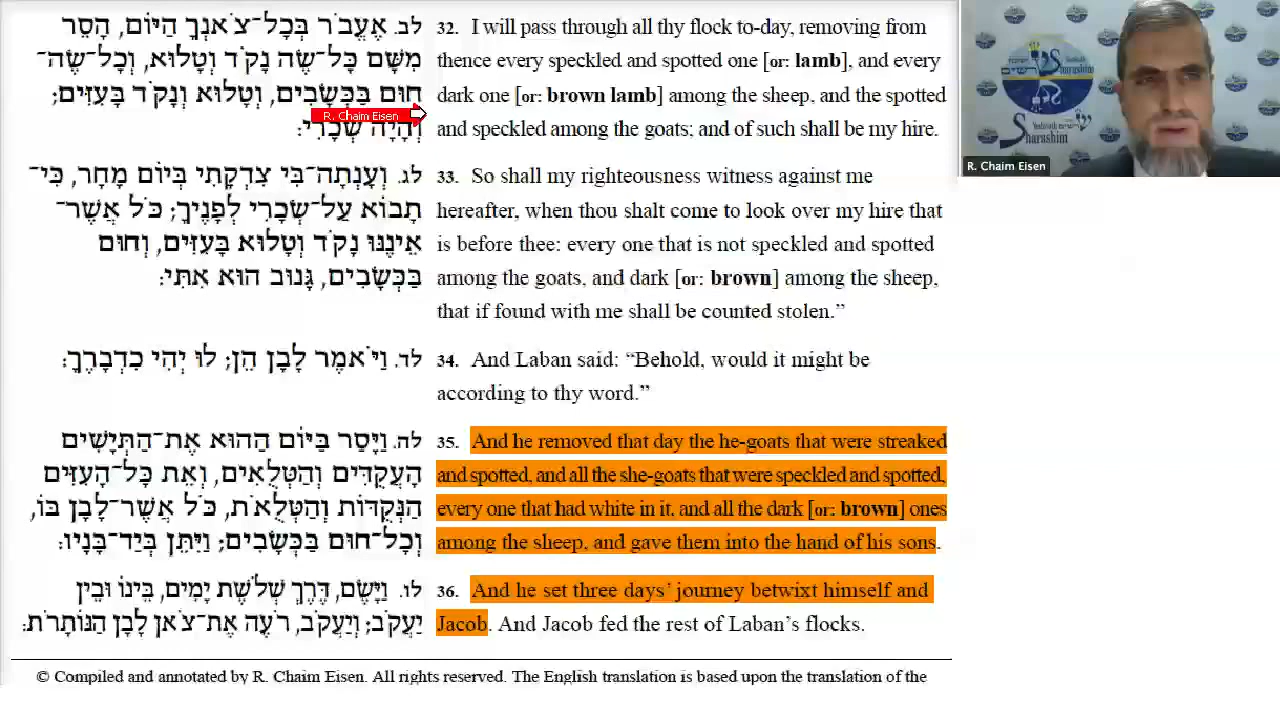 לב. אֶעֱבֹר בְּכָל־צֹאנְךָ הַיּוֹם, הָסֵר
מִשָּׁם כָּל־שֶׂה נָקֹד וְטָלוּא, וְכָל־שֶׂה־
חוּם בַּכְּשָׂבִים, וְטָלוּא וְנָקֹד בָּעִזִּים;
וְהָיָה שְׂכָרִי:
לג. וְעָנְתָה־בִּי צִדְקָתִי בְּיוֹם מָחָר, כִּי־
תָבוֹא עַל־שְׂכָרִי לְפָנֶיךָ; כֹּל אֲשֶׁר־
אֵינֶנּוּ נָקֹד וְטָלוּא בָּעִזִּים, וְחוּם
בַּכְּשָׂבִים, גָּנוּב הוּא אִתִּי:
לד. וַיֹּאמֶר לָבָן הֵן; לוּ יְהִי כִדְבָרֶךָ:
לה. וַיָּסַר בַּיּוֹם הַהוּא אֶת־הַתְּיָשִׁים
הָעֲקֻדִּים וְהַטְּלֻאִים, וְאֵת כָּל־הָעִזִּים
הַנְּקֻדּוֹת וְהַטְּלֻאֹת, כֹּל אֲשֶׁר־לָבָן בּוֹ,
וְכָל־חוּם בַּכְּשָׂבִים; וַיִּתֵּן בְּיַד־בָּנָיו:
לו. וַיָּשֶׂם, דֶּרֶךְ שְׁלֹשֶׁת יָמִים, בֵּינוֹ וּבֵין
יַעֲקֹב; וְיַעֲקֹב, רֹעֶה אֶת־צֹאן לָבָן הַנּוֹתָרֹת:
32. I will pass through all thy flock to-day, removing from
thence every speckled and spotted one [or: lamb], and every
dark one [or: brown lamb] among the sheep, and the spotted
and speckled among the goats; and of such shall be my hire.
33. So shall my righteousness witness against me
hereafter, when thou shalt come to look over my hire that
is before thee: every one that is not speckled and spotted
among the goats, and dark [or: brown] among the sheep,
that if found with me shall be counted stolen.”
34. And Laban said: “Behold, would it might be
according to thy word.”
35. And he removed that day the he-goats that were streaked
and spotted, and all the she-goats that were speckled and spotted,
every one that had white in it, and all the dark [or: brown] ones
among the sheep, and gave them into the hand of his sons.
36. And he set three days’ journey betwixt himself and
Jacob. And Jacob fed the rest of Laban’s flocks.
© Compiled and annotated by R. Chaim Eisen. All rights reserved. The English translation is based upon the translation of the
R. Chaim Eisen
R. Chaim Eisen
Sharashim
Yeshivath
Sharashim